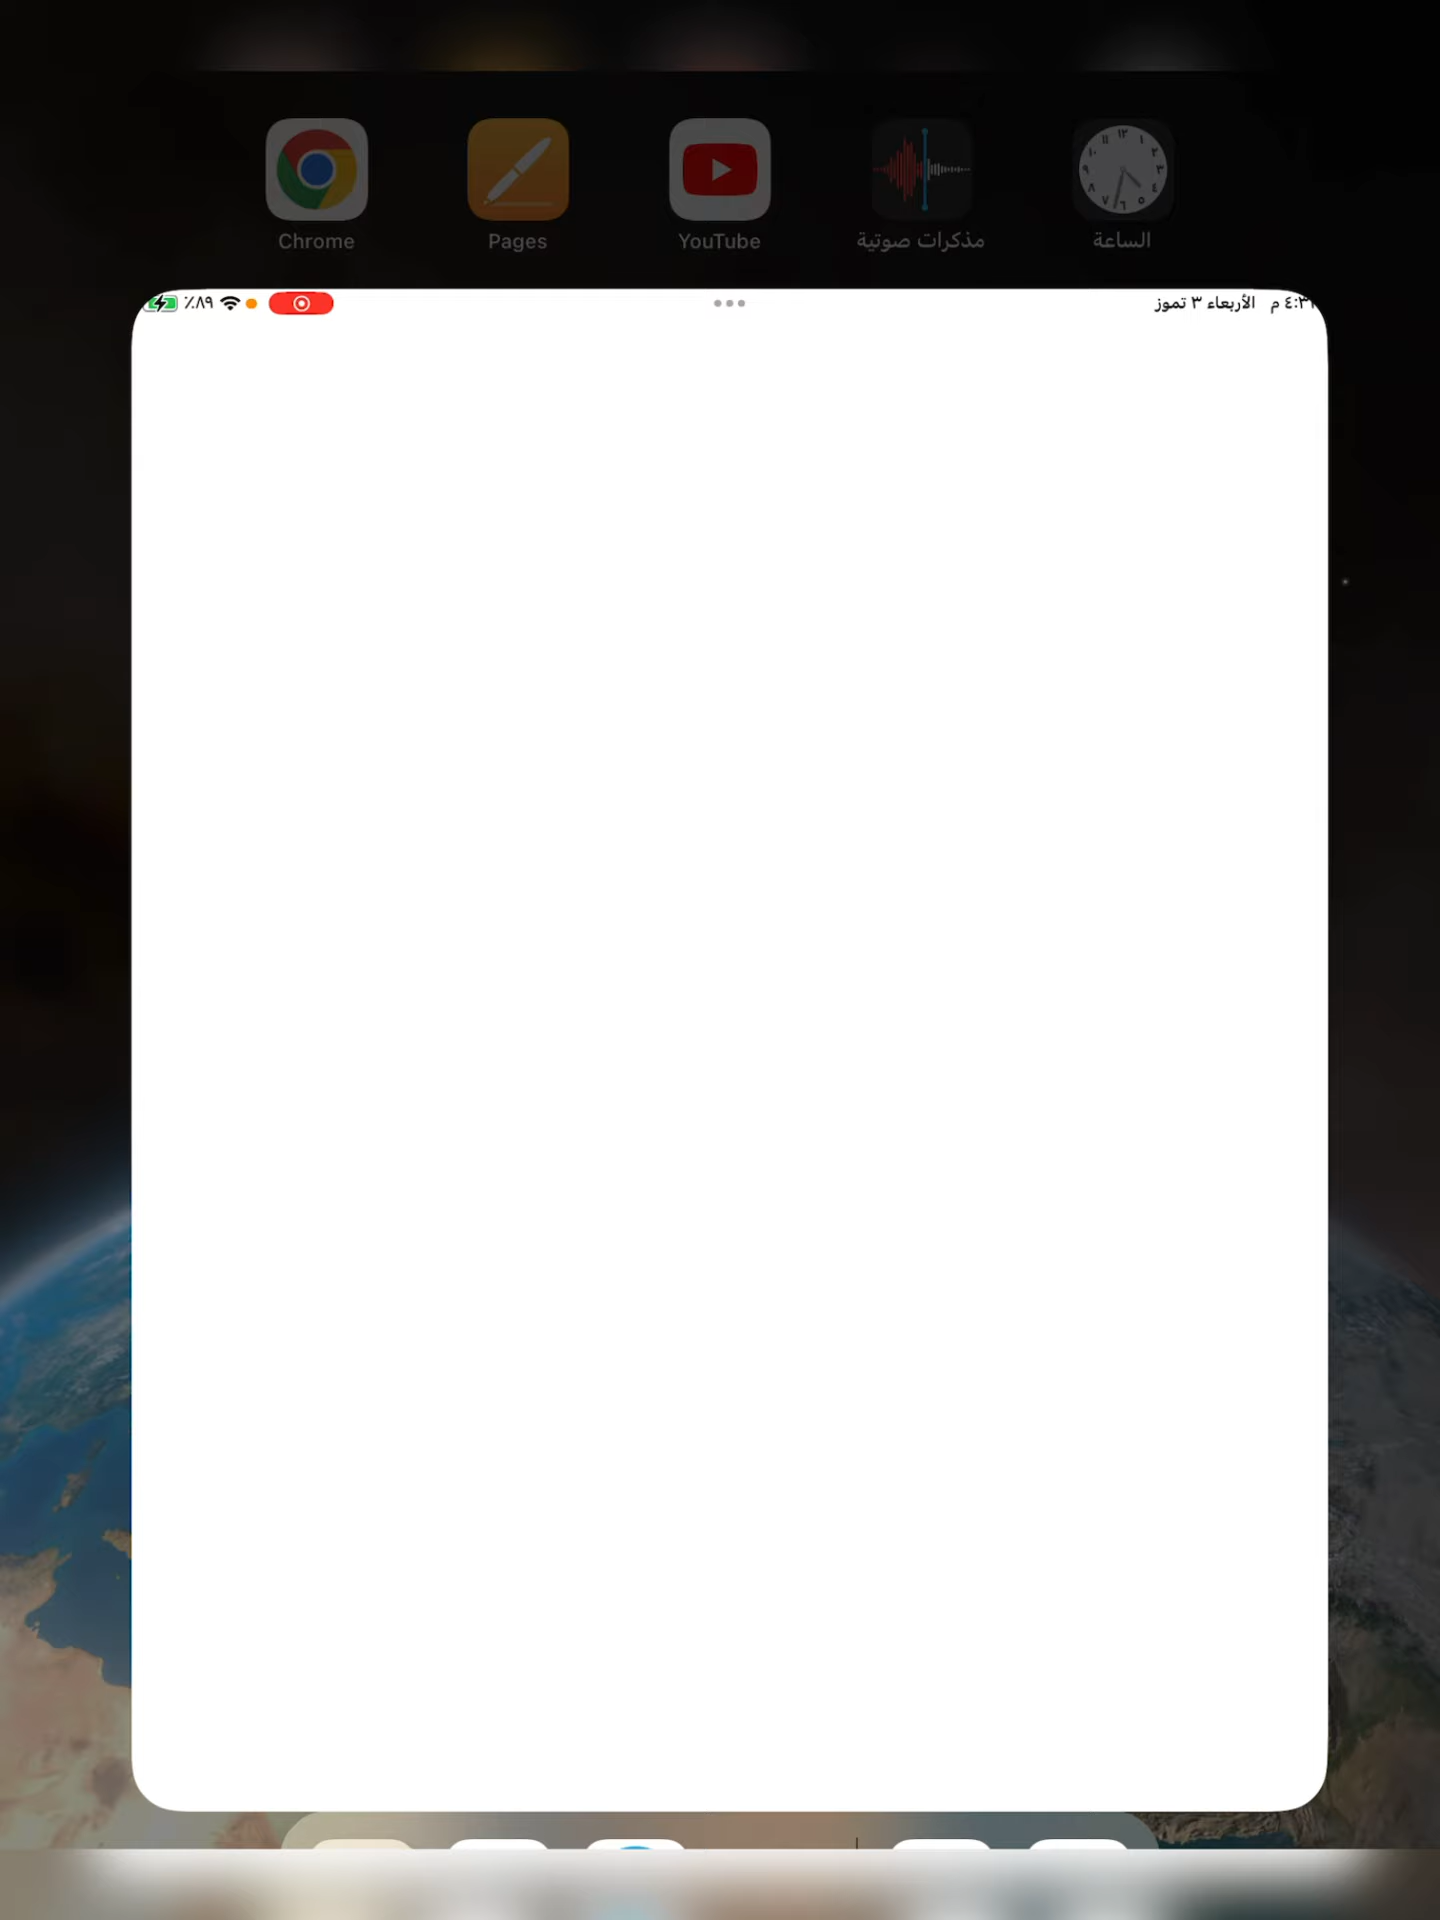 Chrome
Pages
YouTube
مذكرات صوتية
الساعة
٪٨٩
الأربعاء ٣ تموز
م